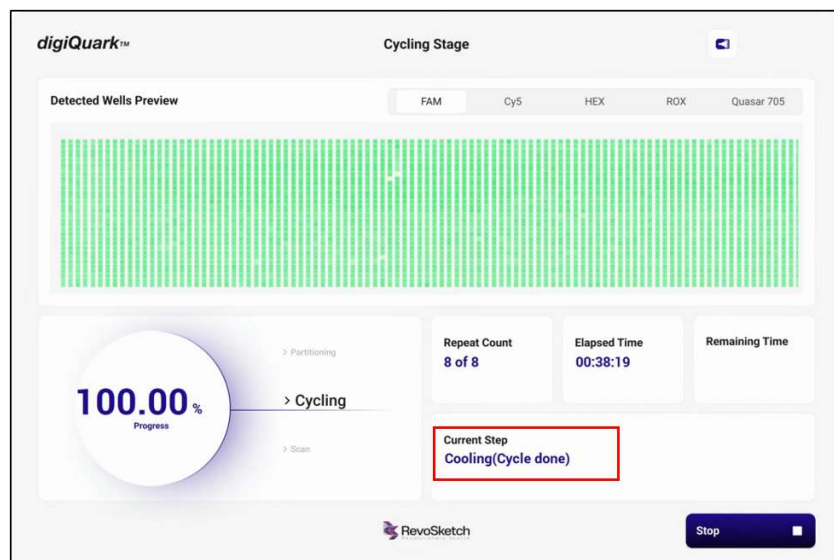 digiQuark™
Cycling Stage
Detected Wells Preview
FAM Cy5 HEX ROX Quasar 705
100.00 %
Progress
> Partitioning
> Cycling
> Scan
Repeat Count
8 of 8
Elapsed Time
00:38:19
Remaining Time
Current Step
Cooling(Cycle done)
RevoSketch
Stop